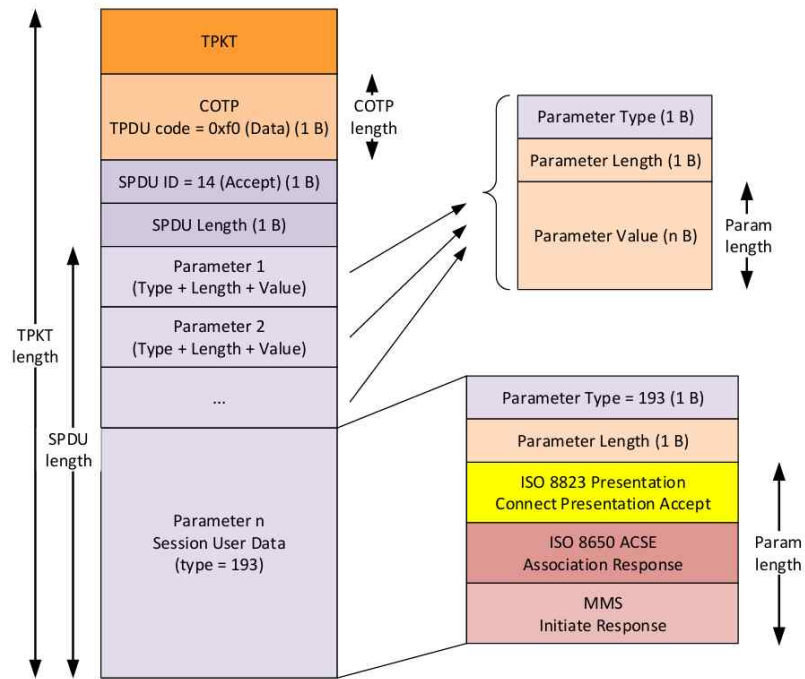 TPKT
COTP
TPDU code = 0xf0 (Data) (1 B)
COTP
length
SPDU ID = 14 (Accept) (1 B)
SPDU Length (1 B)
Parameter 1
(Type + Length + Value)
Parameter 2
(Type + Length + Value)
...
Parameter n
Session User Data
(type = 193)
TPKT
length
SPDU
length
Parameter Type (1 B)
Parameter Length (1 B)
Parameter Value (n B)
Param
length
Parameter Type = 193 (1 B)
Parameter Length (1 B)
ISO 8823 Presentation
Connect Presentation Accept
ISO 8650 ACSE
Association Response
MMS
Initiate Response
Param
length